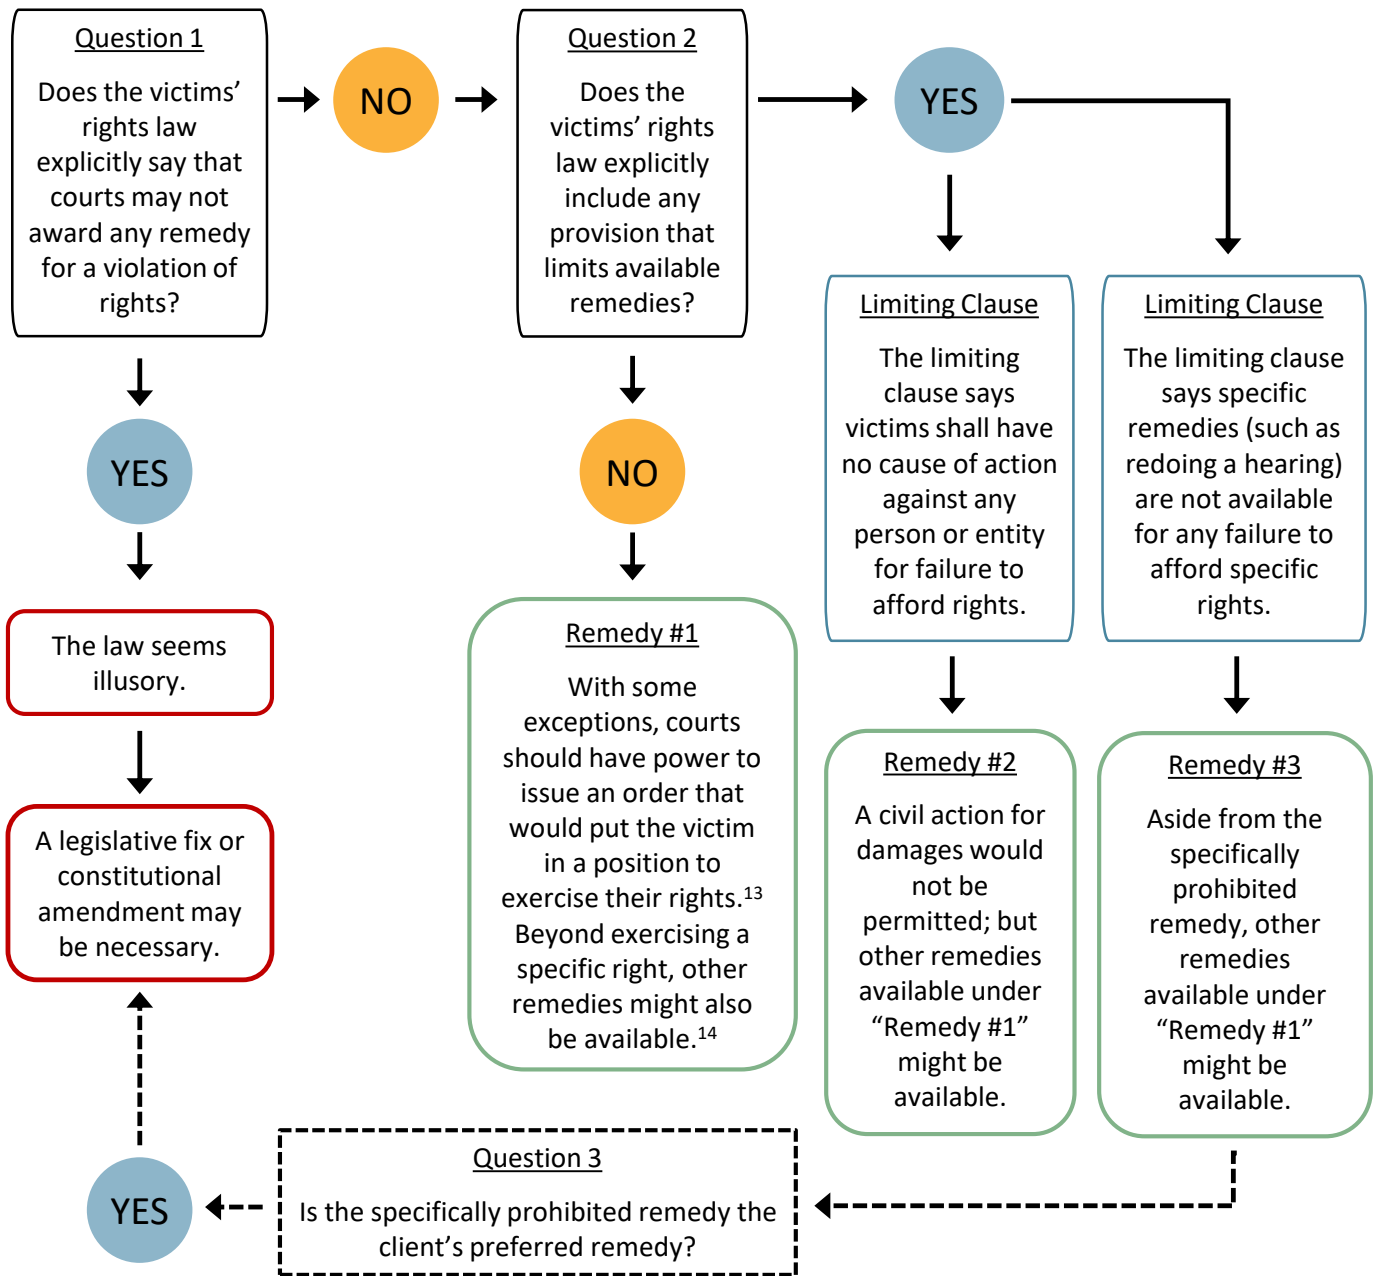 Question 1
Does the victims’
rights law
explicitly say that
courts may not
award any remedy
for a violation of
rights?
NO
Question 2
Does the
victims’ rights
law explicitly
include any
provision that
limits available
remedies?
YES
YES
NO
Limiting Clause
The limiting
clause says
victims shall have
no cause of action
against any
person or entity
for failure to
afford rights.
Limiting Clause
The limiting clause
says specific
remedies (such as
redoing a hearing)
are not available
for any failure to
afford specific
rights.
The law seems
illusory.
A legislative fix or
constitutional
amendment may
be necessary.
Remedy #1
With some
exceptions, courts
should have power to
issue an order that
would put the victim
in a position to
exercise their rights.13
Beyond exercising a
specific right, other
remedies might also
be available.14
Remedy #2
A civil action for
damages would
not be
permitted; but
other remedies
available under
“Remedy #1”
might be
available.
Remedy #3
Aside from the
specifically
prohibited
remedy, other
remedies
available under
“Remedy #1”
might be
available.
YES
Question 3
Is the specifically prohibited remedy the
client’s preferred remedy?